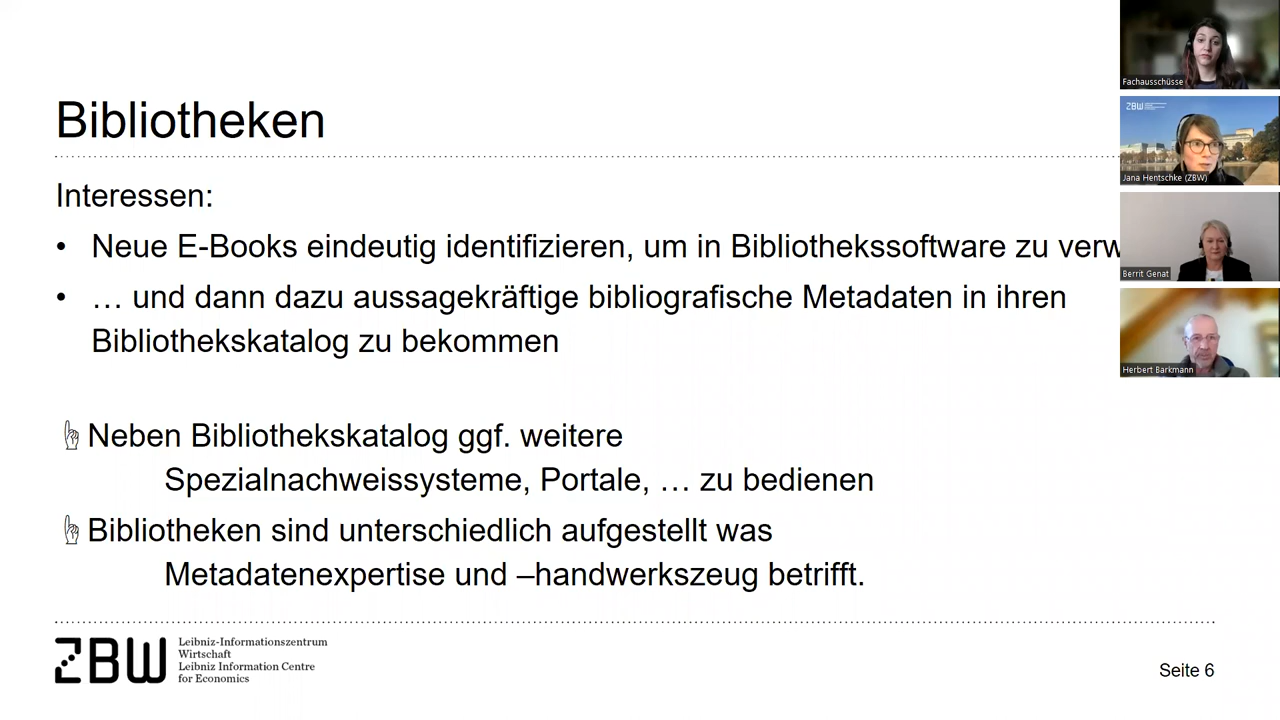 Bibliotheken
Interessen:
• Neue E-Books eindeutig identifizieren, um in Bibliothekssoftware zu verw
• … und dann dazu aussagekräftige bibliografische Metadaten in ihren
Bibliothekskatalog zu bekommen
☝ Neben Bibliothekskatalog ggf. weitere
Spezialnachweissysteme, Portale, … zu bedienen
☝ Bibliotheken sind unterschiedlich aufgestellt was
Metadatenexpertise und –handwerkszeug betrifft.
ZBW
Leibniz-Informationszentrum
Wirtschaft
Leibniz Information Centre
for Economics
Seite 6
Fachausschüsse
ZBW
Jana Hentschke (ZBW)
Berrit Genat
Herbert Barkmann